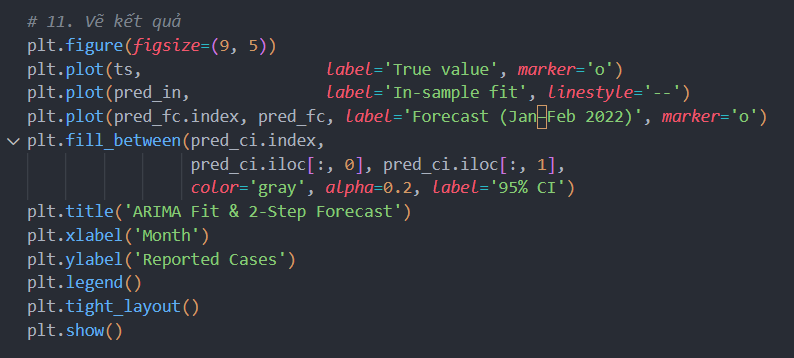 # 11. Vẽ kết quả
plt.figure(figsize=(9, 5))
plt.plot(ts,                    label='True value', marker='o')
plt.plot(pred_in,               label='In-sample fit', linestyle='--')
plt.plot(pred_fc.index, pred_fc, label='Forecast (Jan–Feb 2022)', marker='o')
plt.fill_between(pred_ci.index,
                 pred_ci.iloc[:, 0], pred_ci.iloc[:, 1],
                 color='gray', alpha=0.2, label='95% CI')
plt.title('ARIMA Fit & 2-Step Forecast')
plt.xlabel('Month')
plt.ylabel('Reported Cases')
plt.legend()
plt.tight_layout()
plt.show()